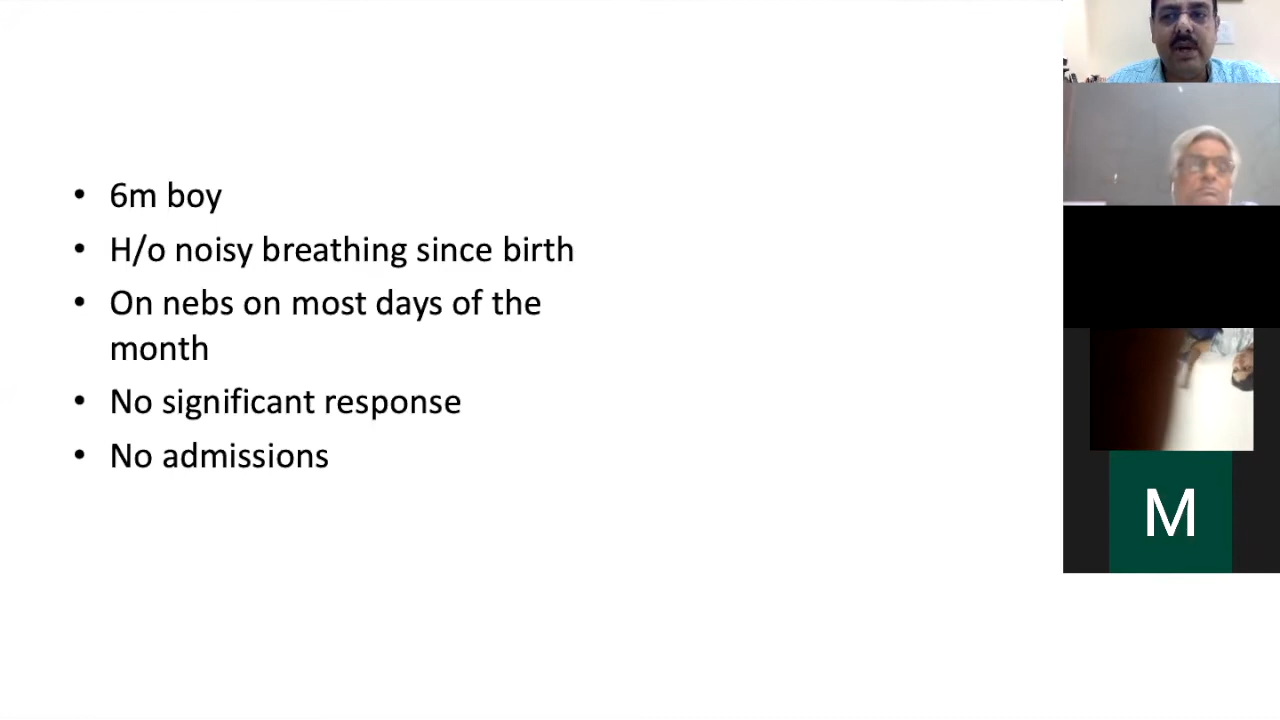 • 6m boy
• H/o noisy breathing since birth
• On nebs on most days of the
month
• No significant response
• No admissions
M